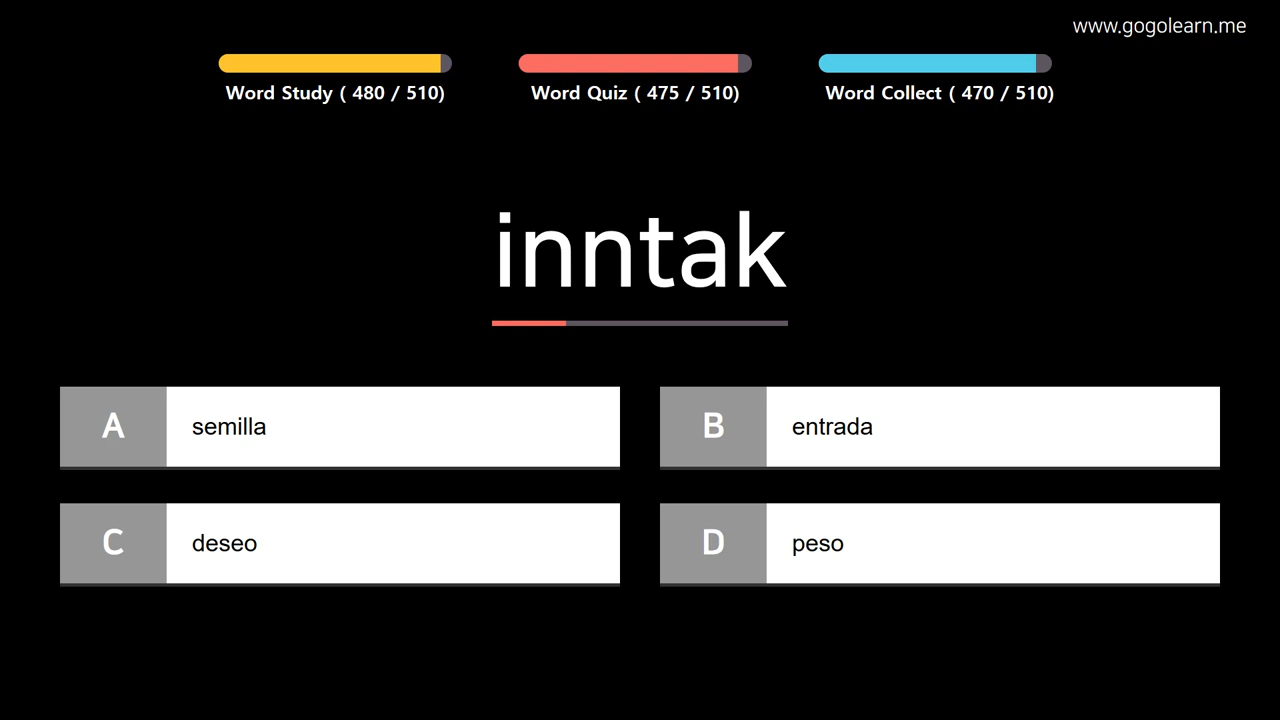 www.gogolearn.me
Word Study ( 480 / 510)
Word Quiz ( 475 / 510)
Word Collect ( 470 / 510)
inntak
A semilla
B entrada
C deseo
D peso